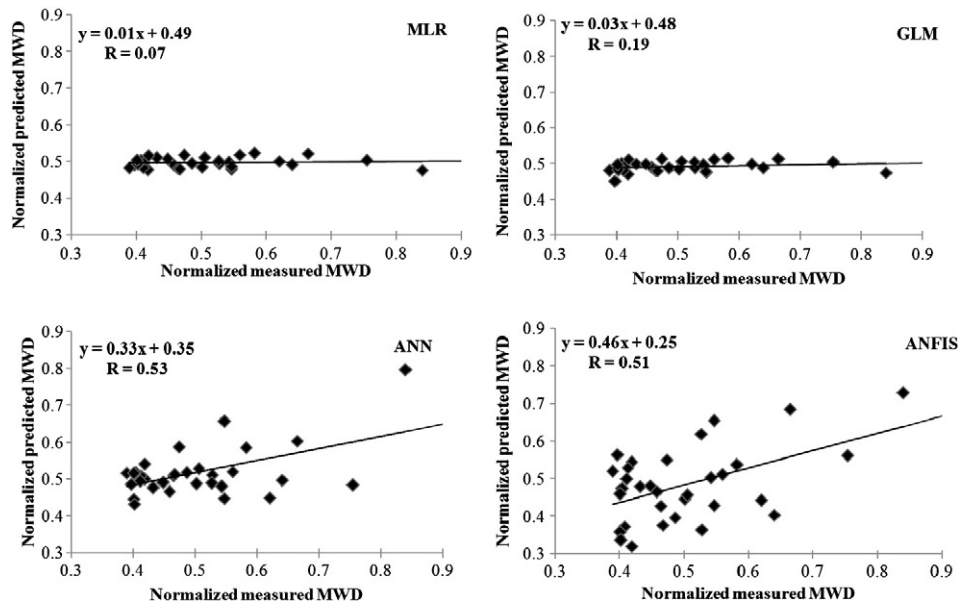 y = 0.01x + 0.49
R = 0.07
MLR
Normalized predicted MWD
0.9
0.8
0.7
0.6
0.5
0.4
0.3
0.3 0.4 0.5 0.6 0.7 0.8 0.9
Normalized measured MWD
y = 0.03x + 0.48
R = 0.19
GLM
Normalized predicted MWD
0.9
0.8
0.7
0.6
0.5
0.4
0.3
0.3 0.4 0.5 0.6 0.7 0.8 0.9
Normalized measured MWD
y = 0.33x + 0.35
R = 0.53
ANN
Normalized predicted MWD
0.9
0.8
0.7
0.6
0.5
0.4
0.3
0.3 0.4 0.5 0.6 0.7 0.8 0.9
Normalized measured MWD
y = 0.46x + 0.25
R = 0.51
ANFIS
Normalized predicted MWD
0.9
0.8
0.7
0.6
0.5
0.4
0.3
0.3 0.4 0.5 0.6 0.7 0.8 0.9
Normalized measured MWD